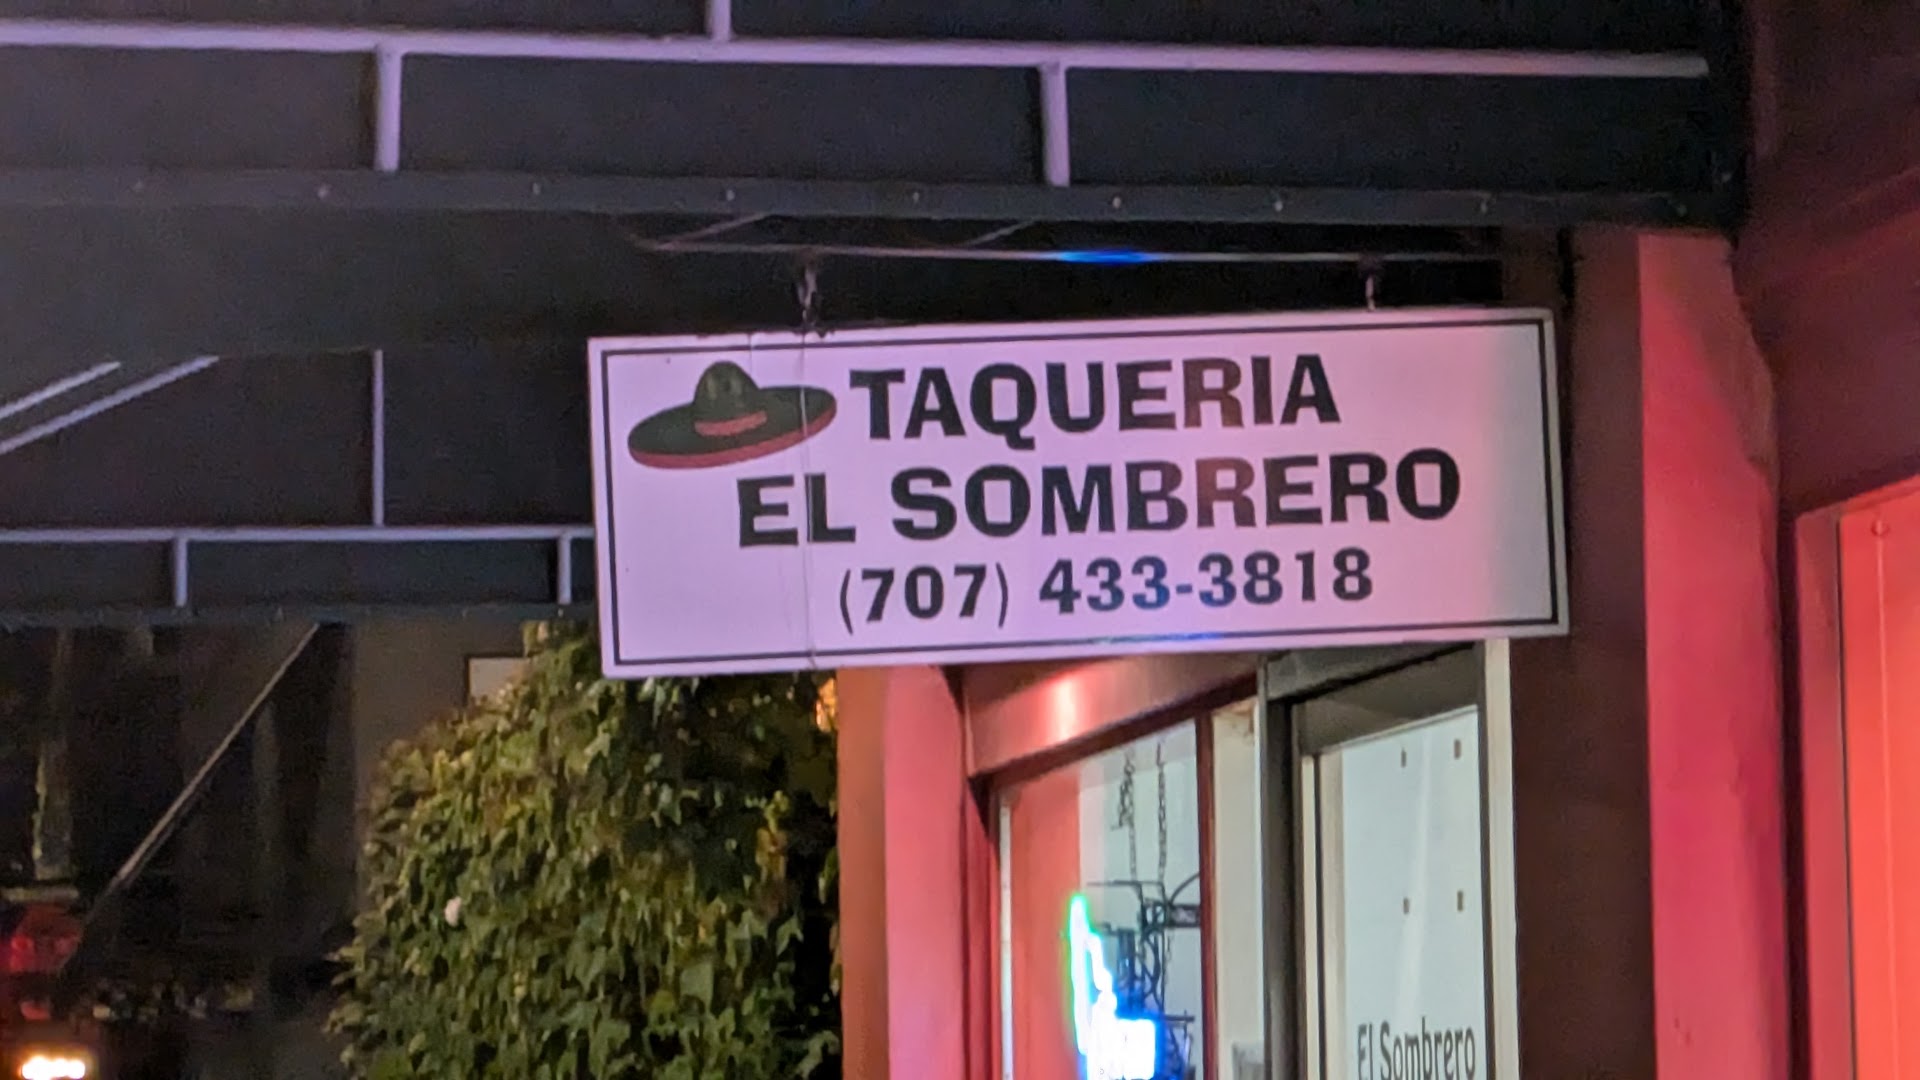 TAQUERIA
EL SOMBRERO
(707) 433-3818
El Sombrero